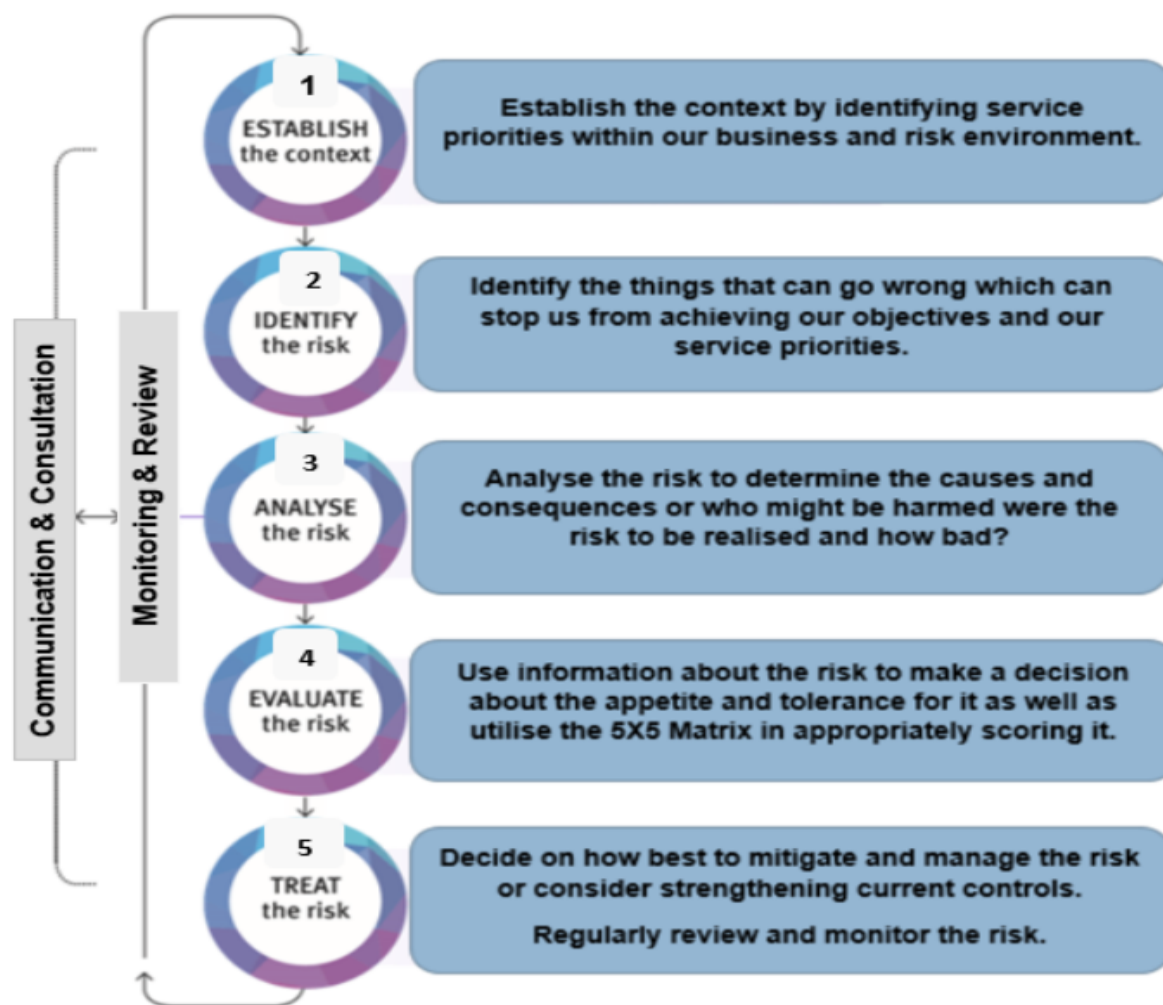 Communication & Consultation
Monitoring & Review
1
ESTABLISH
the context
Establish the context by identifying service
priorities within our business and risk environment.
2
IDENTIFY
the risk
Identify the things that can go wrong which can
stop us from achieving our objectives and our
service priorities.
3
ANALYSE
the risk
Analyse the risk to determine the causes and
consequences or who might be harmed were the
risk to be realised and how bad?
4
EVALUATE
the risk
Use information about the risk to make a decision
about the appetite and tolerance for it as well as
utilise the 5X5 Matrix in appropriately scoring it.
5
TREAT
the risk
Decide on how best to mitigate and manage the risk
or consider strengthening current controls.
Regularly review and monitor the risk.